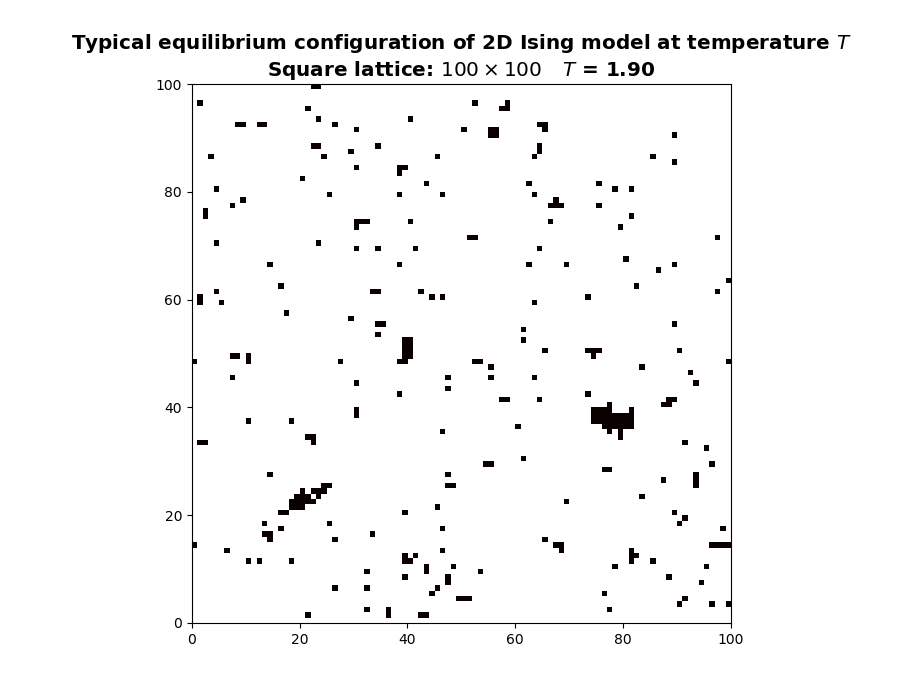 Typical equilibrium configuration of 2D Ising model at temperature T
Square lattice: 100 × 100 T = 1.90
100
80
60
40
20
0
0 20 40 60 80 100